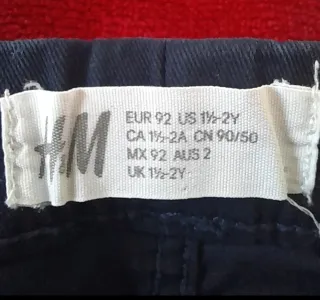 H&M
EUR 92 US 1½-2Y
CA 1½-2A CN 90/50
MX 92 AUS 2
UK 1½-2Y